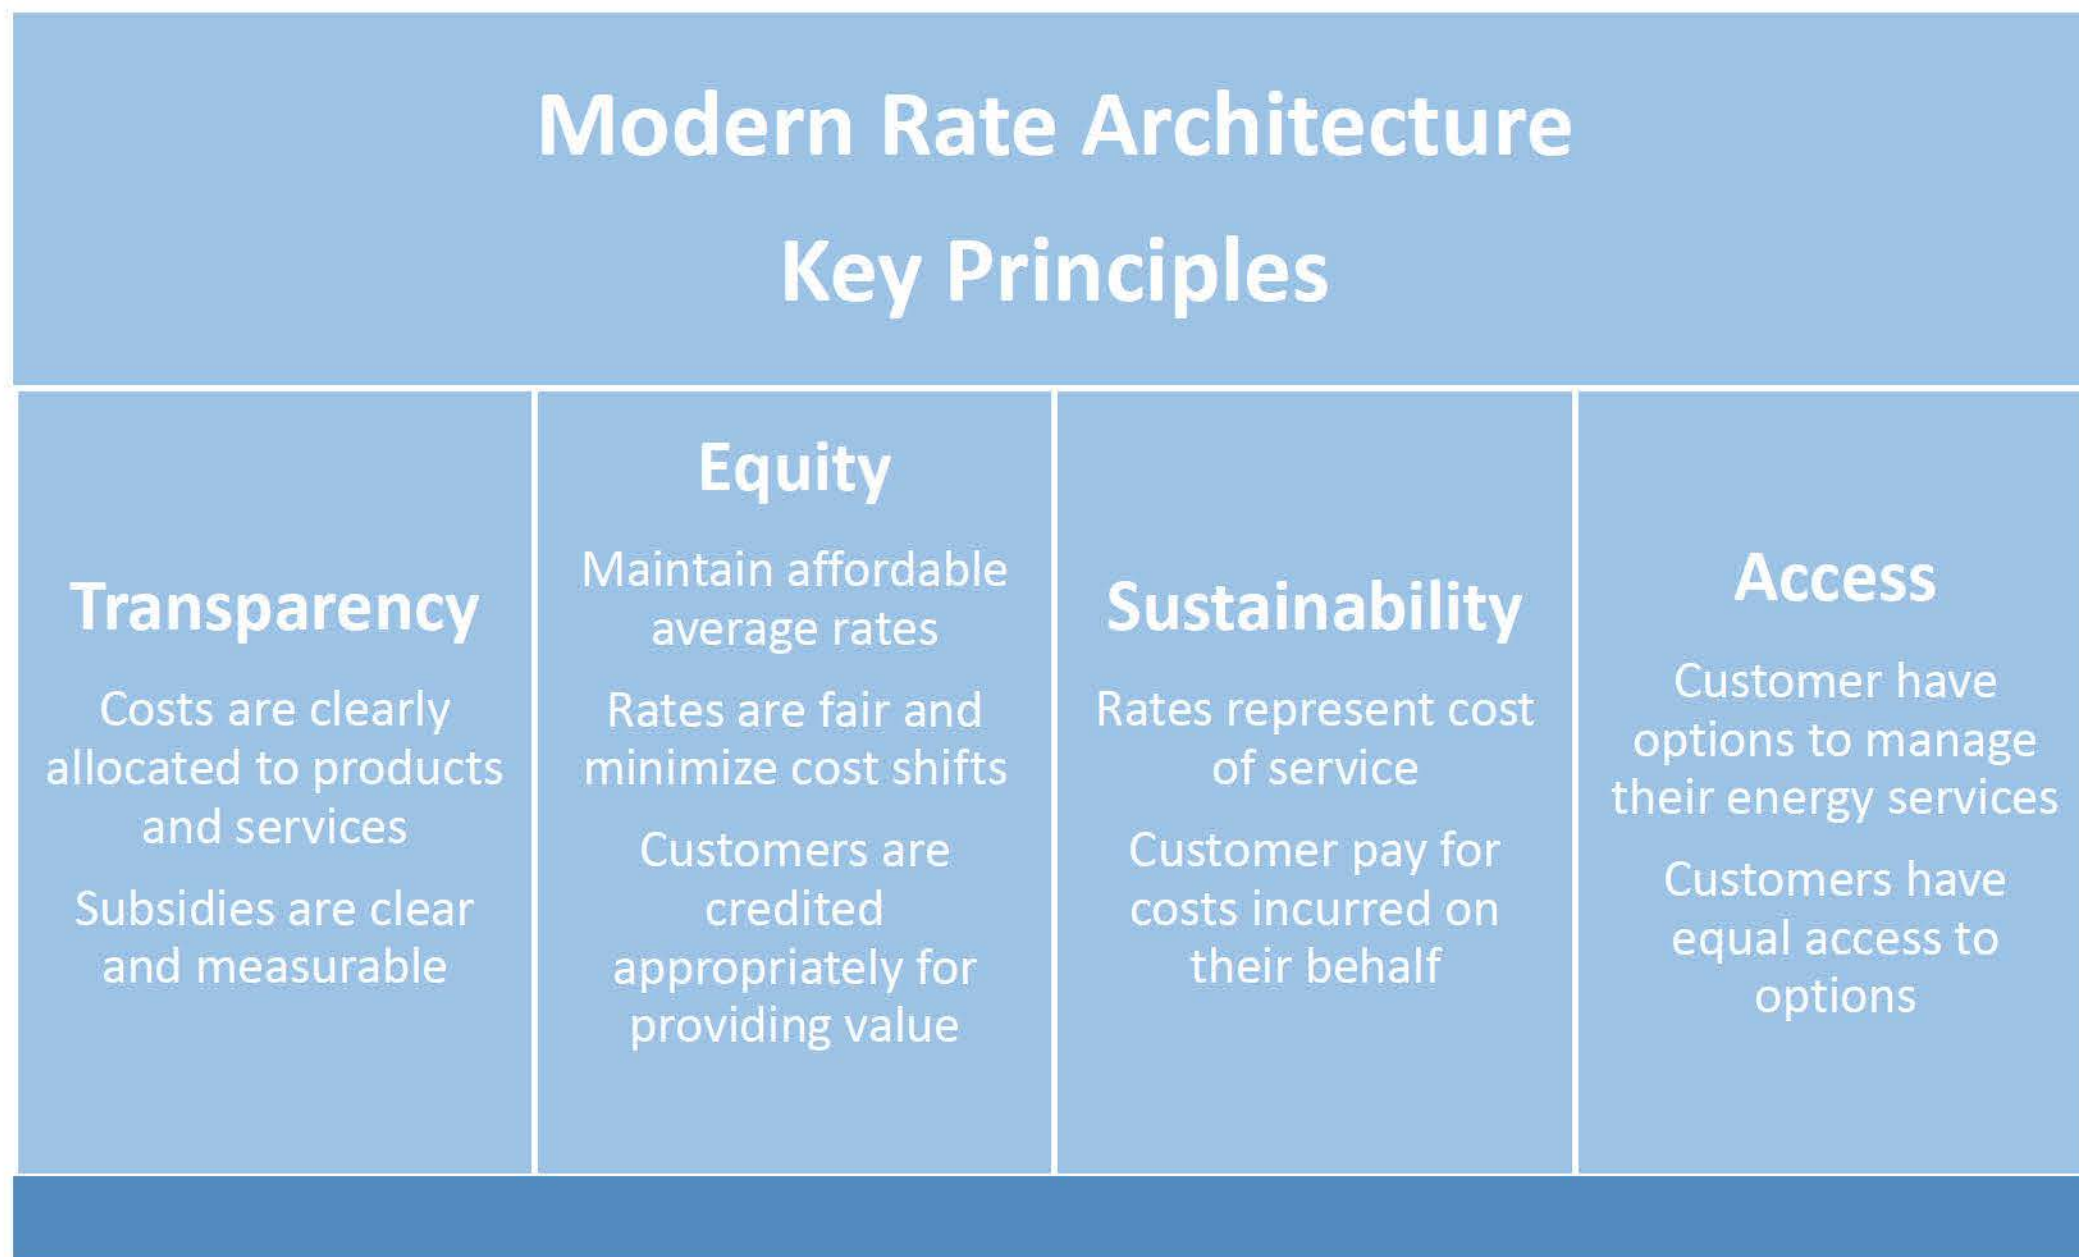 Modern Rate Architecture
Key Principles
Transparency
Costs are clearly
allocated to products
and services
Subsidies are clear
and measurable
Equity
Maintain affordable
average rates
Rates are fair and
minimize cost shifts
Customers are
credited
appropriately for
providing value
Sustainability
Rates represent cost
of service
Customer pay for
costs incurred on
their behalf
Access
Customer have
options to manage
their energy services
Customers have
equal access to
options